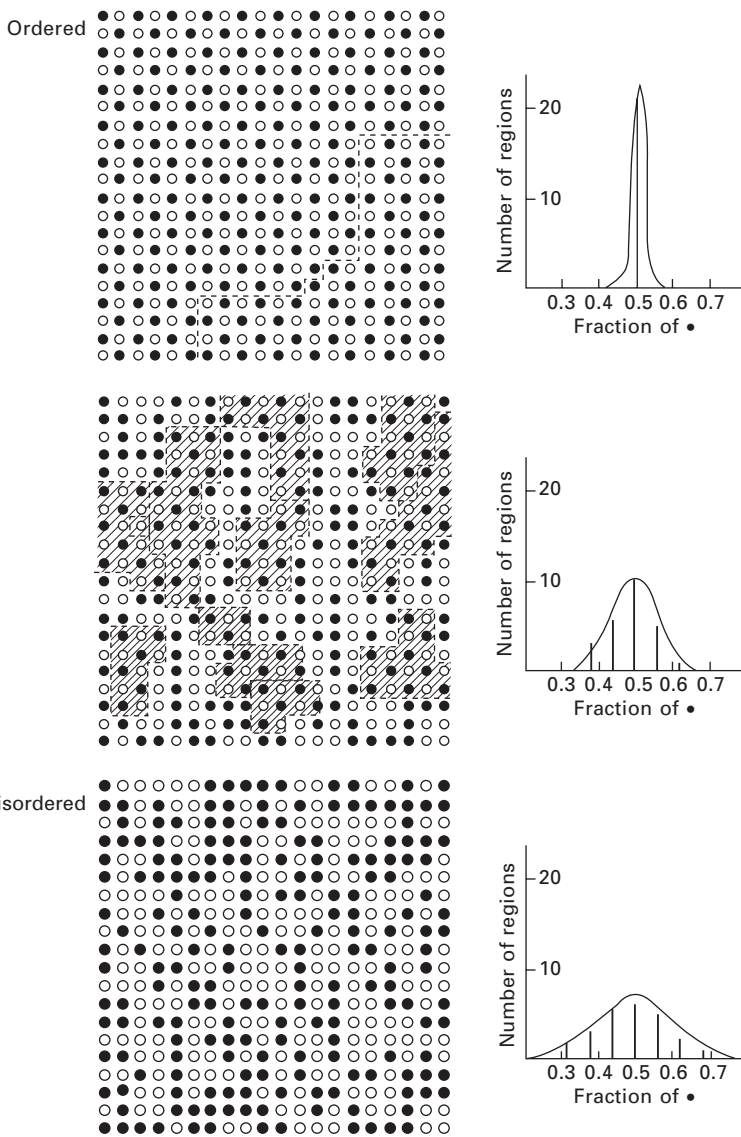 Ordered
Number of regions
20
10
0.3 0.4 0.5 0.6 0.7
Fraction of •
Number of regions
20
10
0.3 0.4 0.5 0.6 0.7
Fraction of •
isordered
Number of regions
20
10
0.3 0.4 0.5 0.6 0.7
Fraction of •